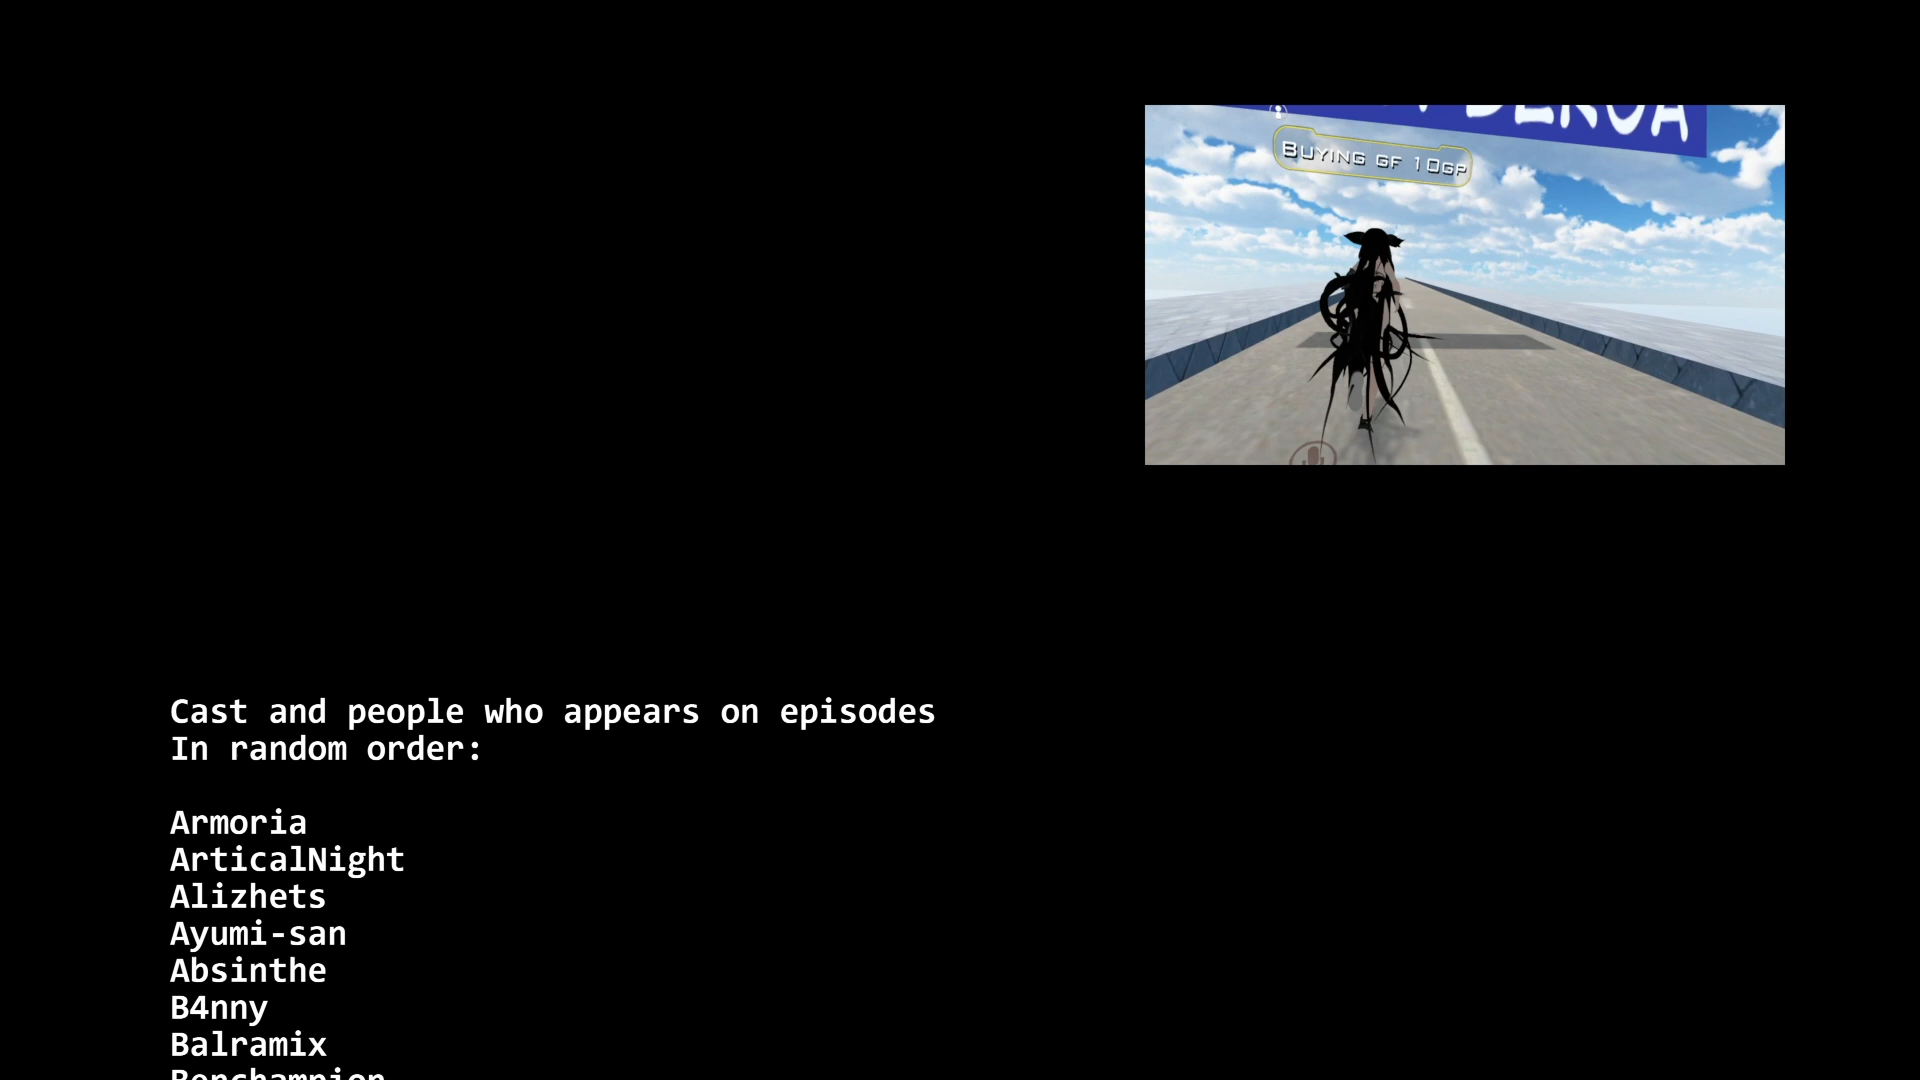 BUYING GF 10GP
Cast and people who appears on episodes
In random order:
Armoria
ArticalNight
Alizhets
Ayumi-san
Absinthe
B4nny
Balramix
Benchampion